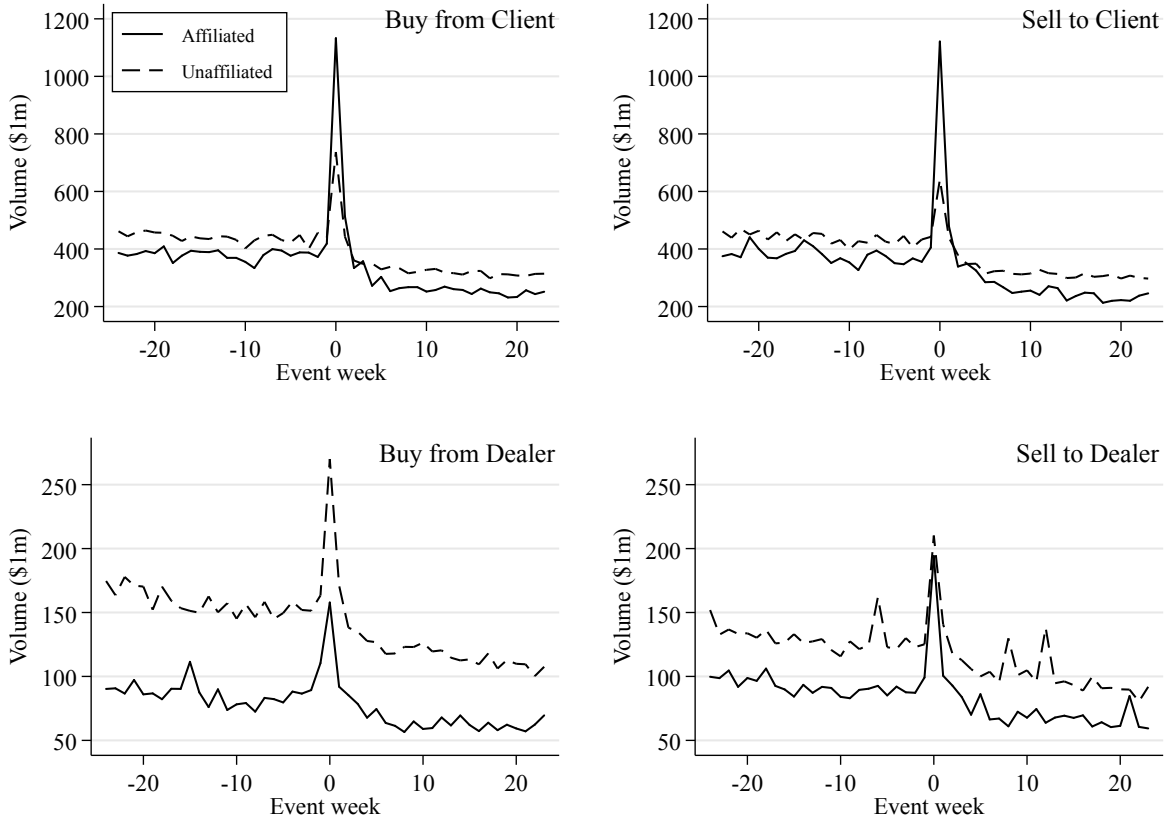 Buy from Client
Affiliated
Unaffiliated
Volume ($1m)
1200
1000
800
600
400
200
-20 -10 0 10 20
Event week
Sell to Client
Volume ($1m)
1200
1000
800
600
400
200
-20 -10 0 10 20
Event week
Buy from Dealer
Volume ($1m)
250
200
150
100
50
-20 -10 0 10 20
Event week
Sell to Dealer
Volume ($1m)
250
200
150
100
50
-20 -10 0 10 20
Event week